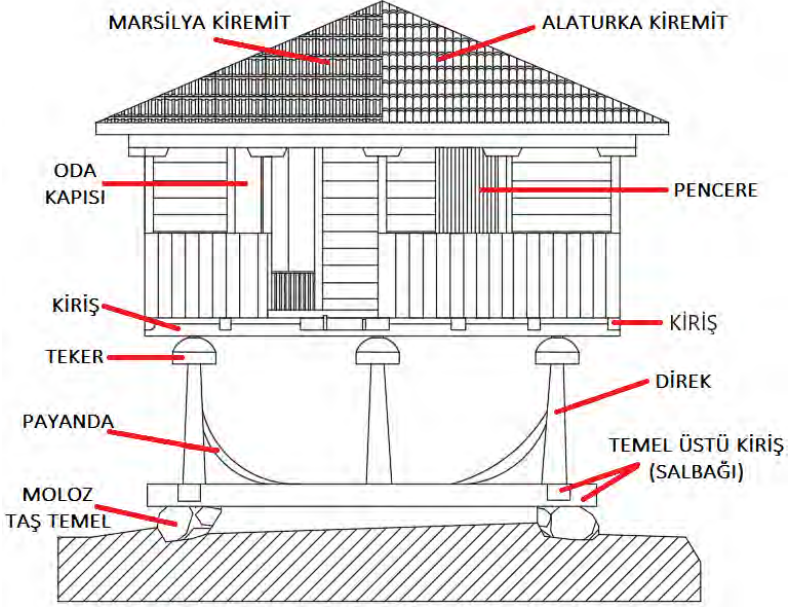 MARSİLYA KİREMİT
ALATURKA KİREMİT
ODA
KAPISI
PENCERE
KİRİŞ
KİRİŞ
TEKER
DİREK
PAYANDA
TEMEL ÜSTÜ KİRİŞ
(SALBAĞI)
MOLOZ
TAŞ TEMEL